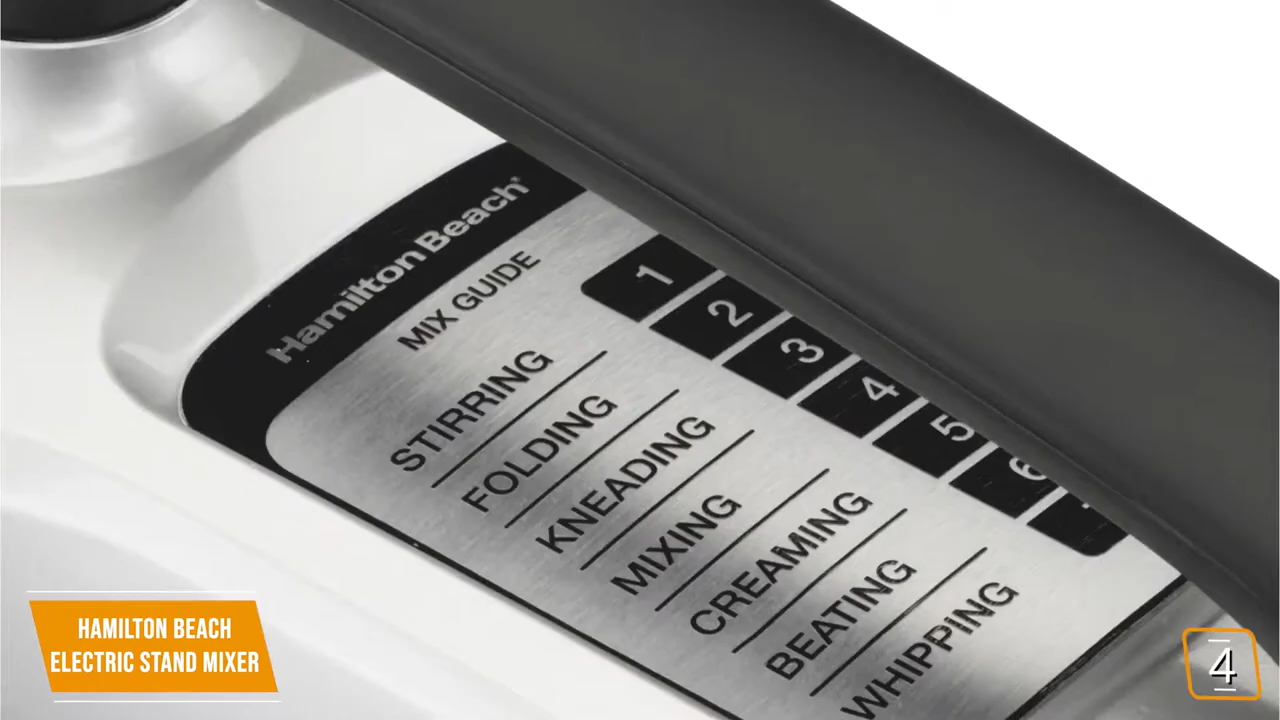 Hamilton Beach
MIX GUIDE
STIRRING 1
FOLDING 2
KNEADING 3
MIXING 4
CREAMING 5
BEATING 6
WHIPPING
HAMILTON BEACH
ELECTRIC STAND MIXER
4